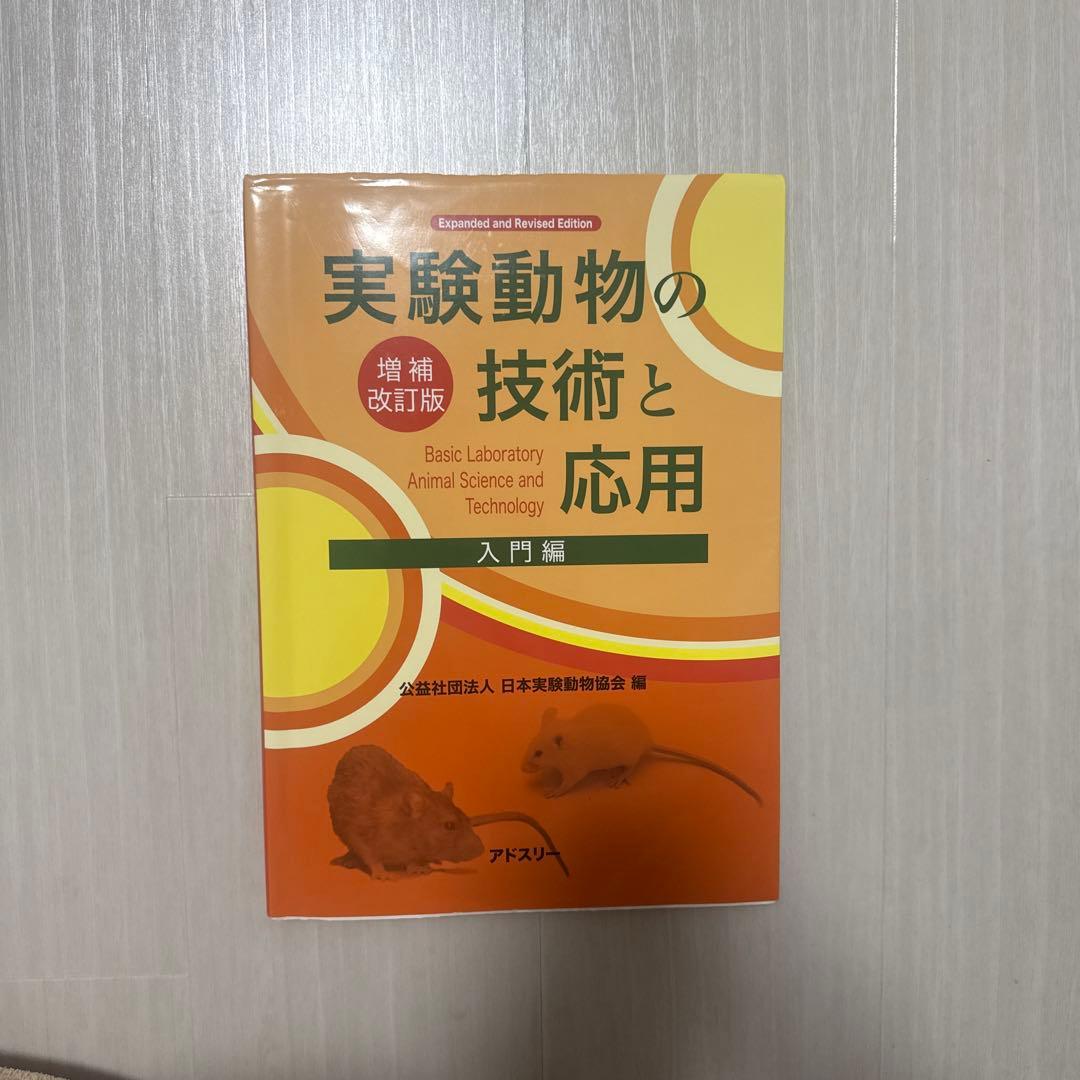 Expanded and Revised Edition
実験動物の
増補
改訂版
技術と
Basic Laboratory
Animal Science and
Technology
応用
入門編
公益社団法人 日本実験動物協会 編
アドスリー